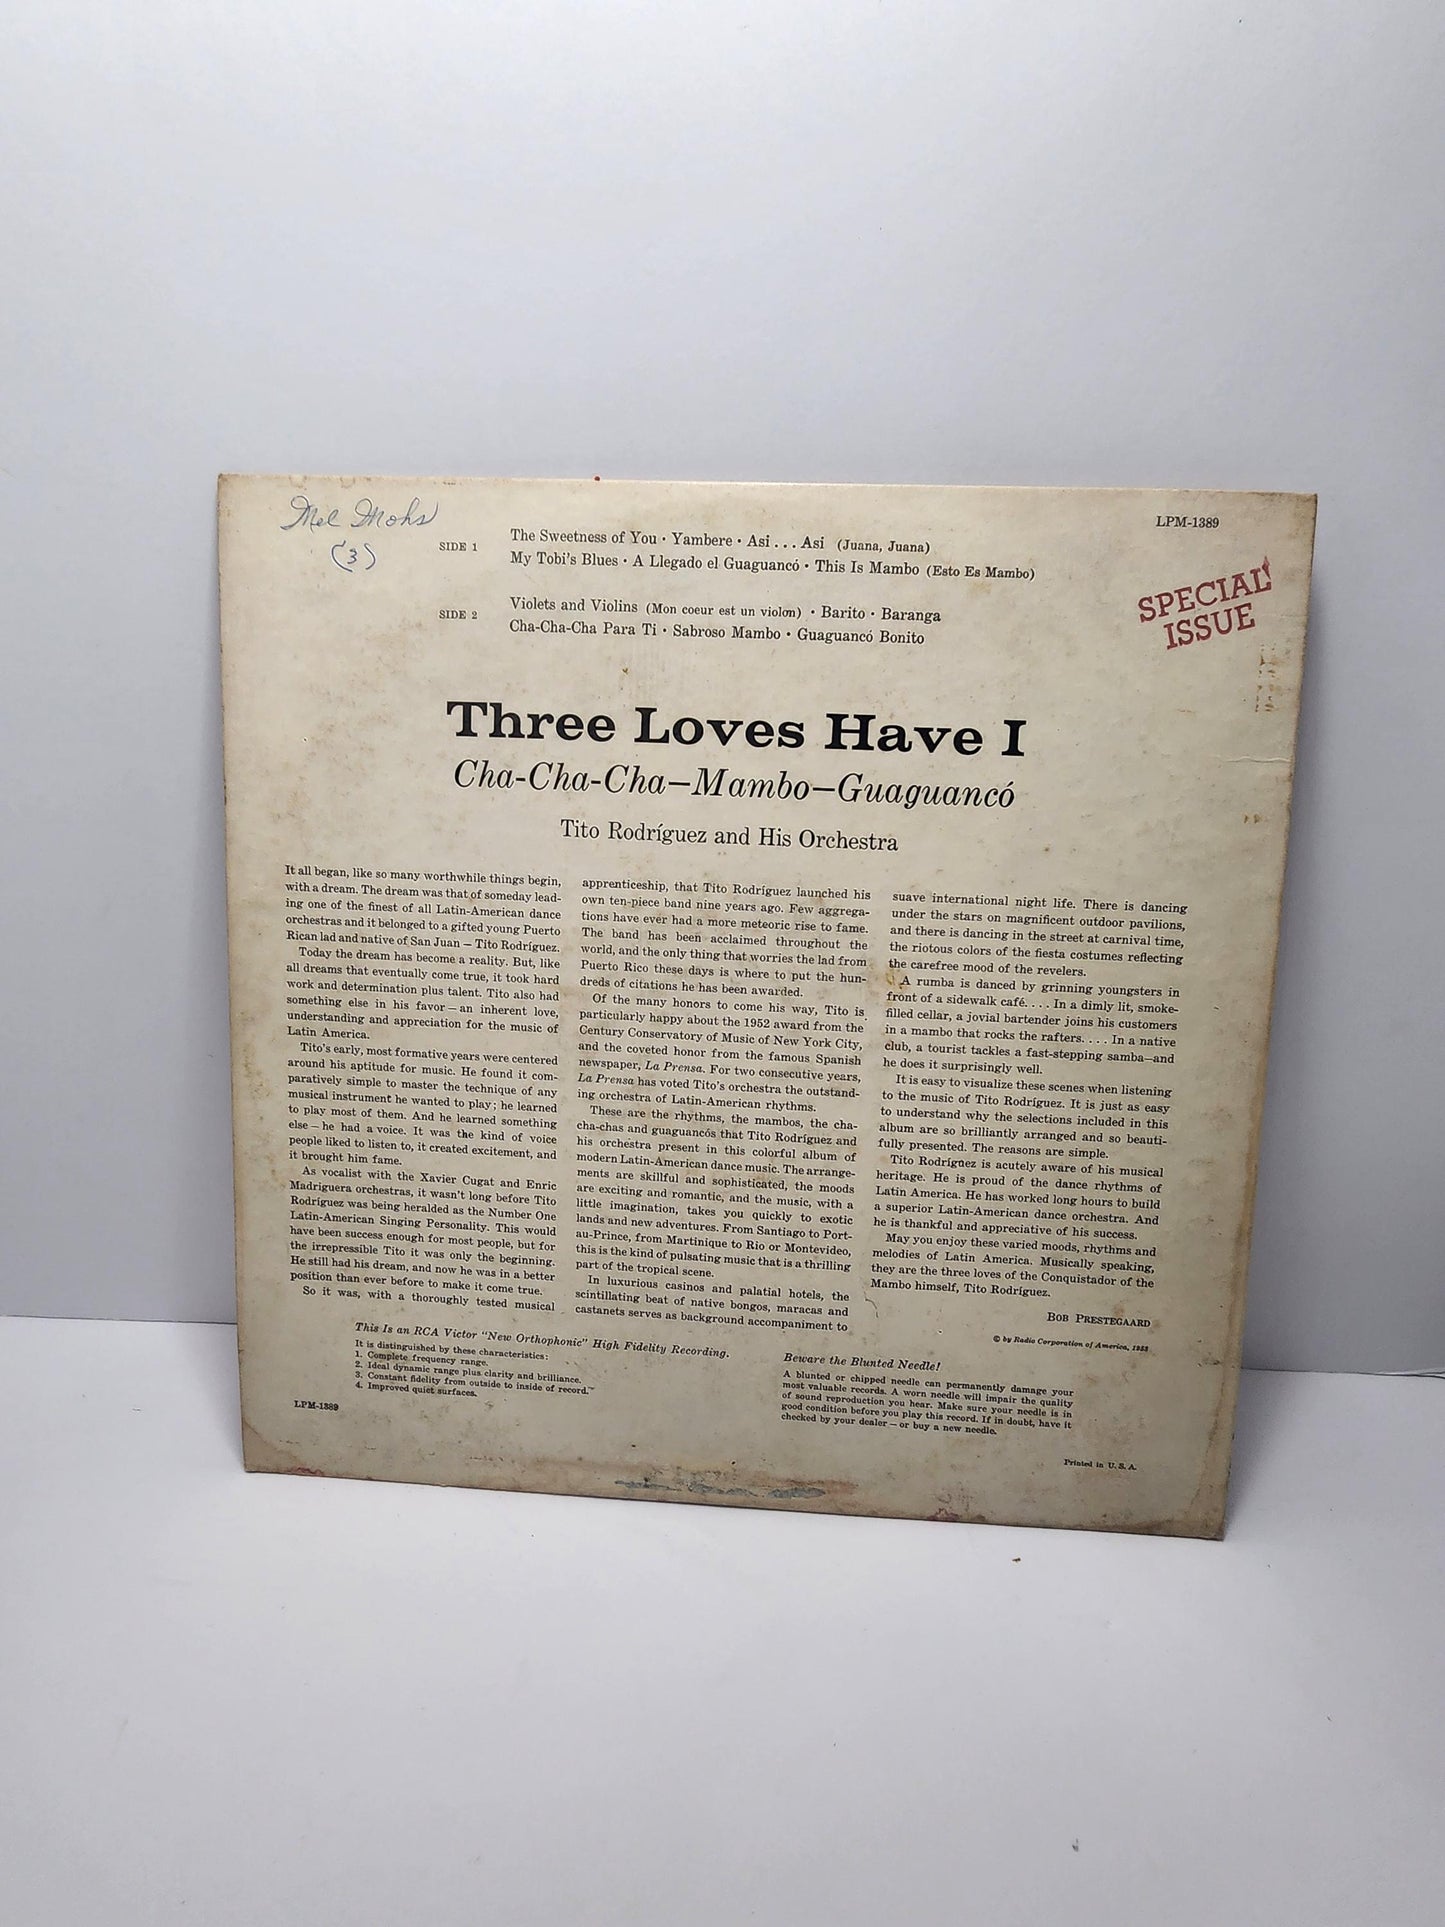 Mel Mohs
(3)
LPM-1389
SIDE 1
The Sweetness of You • Yambere • Asi . . . Asi (Juana, Juana)
My Tobi's Blues • A Llegado el Guaguancó • This Is Mambo (Esto Es Mambo)
SIDE 2
Violets and Violins (Mon coeur est un violon) • Barito • Baranga
Cha-Cha-Cha Para Ti • Sabroso Mambo • Guaguancó Bonito
SPECIAL
ISSUE
Three Loves Have I
Cha-Cha-Cha—Mambo—Guaguancó
Tito Rodríguez and His Orchestra
It all began, like so many worthwhile things begin,
with a dream. The dream was that of someday lead-
ing one of the finest of all Latin-American dance
orchestras and it belonged to a gifted young Puerto
Rican lad and native of San Juan – Tito Rodríguez.
Today the dream has become a reality. But, like
all dreams that eventually come true, it took hard
work and determination plus talent. Tito also had
something else in his favor – an inherent love,
understanding and appreciation for the music of
Latin America.
Tito's early, most formative years were centered
around his aptitude for music. He found it com-
paratively simple to master the technique of any
musical instrument he wanted to play; he learned
to play most of them. And he learned something
else – he had a voice. It was the kind of voice
people liked to listen to, it created excitement, and
it brought him fame.
As vocalist with the Xavier Cugat and Enric
Madriguera orchestras, it wasn't long before Tito
Rodríguez was being heralded as the Number One
Latin-American Singing Personality. This would
have been success enough for most people, but for
the irrepressible Tito it was only the beginning.
He still had his dream, and now he was in a better
position than ever before to make it come true.
So it was, with a thoroughly tested musical
apprenticeship, that Tito Rodríguez launched his
own ten-piece band nine years ago. Few aggrega-
tions have ever had a more meteoric rise to fame.
The band has been acclaimed throughout the
world, and the only thing that worries the lad from
Puerto Rico these days is where to put the hun-
dreds of citations he has been awarded.
Of the many honors to come his way, Tito is
particularly happy about the 1952 award from the
Century Conservatory of Music of New York City,
and the coveted honor from the famous Spanish
newspaper, La Prensa. For two consecutive years,
La Prensa has voted Tito's orchestra the outstand-
ing orchestra of Latin-American rhythms.
These are the rhythms, the mambos, the cha-
cha-chas and guaguancós that Tito Rodríguez and
his orchestra present in this colorful album of
modern Latin-American dance music. The arrange-
ments are skillful and sophisticated, the moods
are exciting and romantic, and the music, with a
little imagination, takes you quickly to exotic
lands and new adventures. From Santiago to Port-
au-Prince, from Martinique to Rio or Montevideo,
this is the kind of pulsating music that is a thrilling
part of the tropical scene.
In luxurious casinos and palatial hotels, the
scintillating beat of native bongos, maracas and
castanets serves as background accompaniment to
suave international night life. There is dancing
under the stars on magnificent outdoor pavilions,
and there is dancing in the street at carnival time,
the riotous colors of the fiesta costumes reflecting
the carefree mood of the revelers.
A rumba is danced by grinning youngsters in
front of a sidewalk café. . . . In a dimly lit, smoke-
filled cellar, a jovial bartender joins his customers
in a mambo that rocks the rafters. . . . In a native
club, a tourist tackles a fast-stepping samba—and
he does it surprisingly well.
It is easy to visualize these scenes when listening
to the music of Tito Rodríguez. It is just as easy
to understand why the selections included in this
album are so brilliantly arranged and so beauti-
fully presented. The reasons are simple.
Tito Rodríguez is acutely aware of his musical
heritage. He is proud of the dance rhythms of
Latin America. He has worked long hours to build
a superior Latin-American dance orchestra. And
he is thankful and appreciative of his success.
May you enjoy these varied moods, rhythms and
melodies of Latin America. Musically speaking,
they are the three loves of the Conquistador of the
Mambo himself, Tito Rodríguez.
BOB PRESTEGAARD
© by Radio Corporation of America, 1958
This Is an RCA Victor "New Orthophonic" High Fidelity Recording.
It is distinguished by these characteristics:
1. Complete frequency range.
2. Ideal dynamic range plus clarity and brilliance.
3. Constant fidelity from outside to inside of record.
4. Improved quiet surfaces.
Beware the Blunted Needle!
A blunted or chipped needle can permanently damage your
most valuable records. A worn needle will impair the quality
of sound reproduction you hear. Make sure your needle is in
good condition before you play this record. If in doubt, have it
checked by your dealer – or buy a new needle.
LPM-1389
Printed in U. S. A.